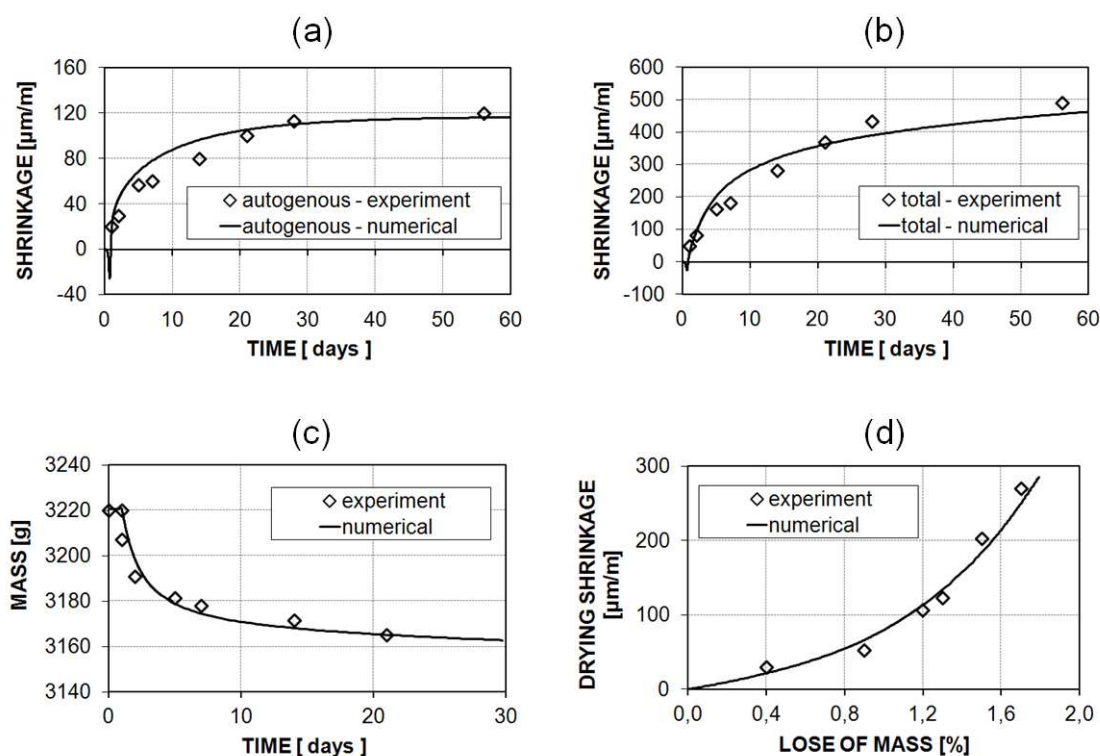 (a)
SHRINKAGE [µm/m]
160
120
80
40
0
-40
autogenous - experiment
autogenous - numerical
0 10 20 30 40 50 60
TIME [ days ]
(b)
SHRINKAGE [µm/m]
600
500
400
300
200
100
0
-100
total - experiment
total - numerical
0 10 20 30 40 50 60
TIME [ days ]
(c)
MASS [g]
3240
3220
3200
3180
3160
3140
experiment
numerical
0 10 20 30
TIME [ days ]
(d)
DRYING SHRINKAGE
[µm/m]
300
200
100
0
experiment
numerical
0,0 0,4 0,8 1,2 1,6 2,0
LOSE OF MASS [%]